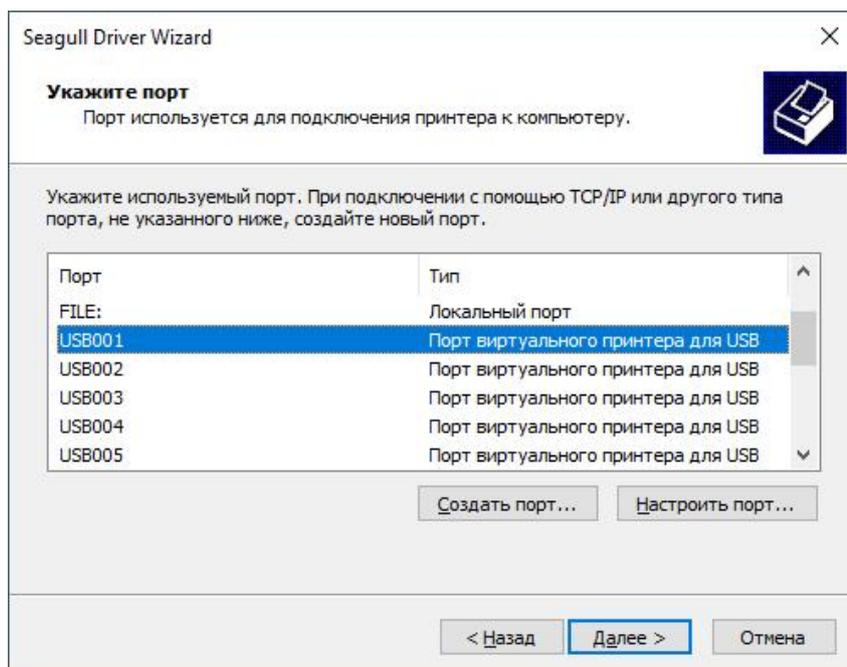 Seagull Driver Wizard
Укажите порт
Порт используется для подключения принтера к компьютеру.
Укажите используемый порт. При подключении с помощью TCP/IP или другого типа
порта, не указанного ниже, создайте новый порт.
Порт Тип
FILE: Локальный порт
USB001 Порт виртуального принтера для USB
USB002 Порт виртуального принтера для USB
USB003 Порт виртуального принтера для USB
USB004 Порт виртуального принтера для USB
USB005 Порт виртуального принтера для USB
Создать порт... Настроить порт...
< Назад Далее > Отмена